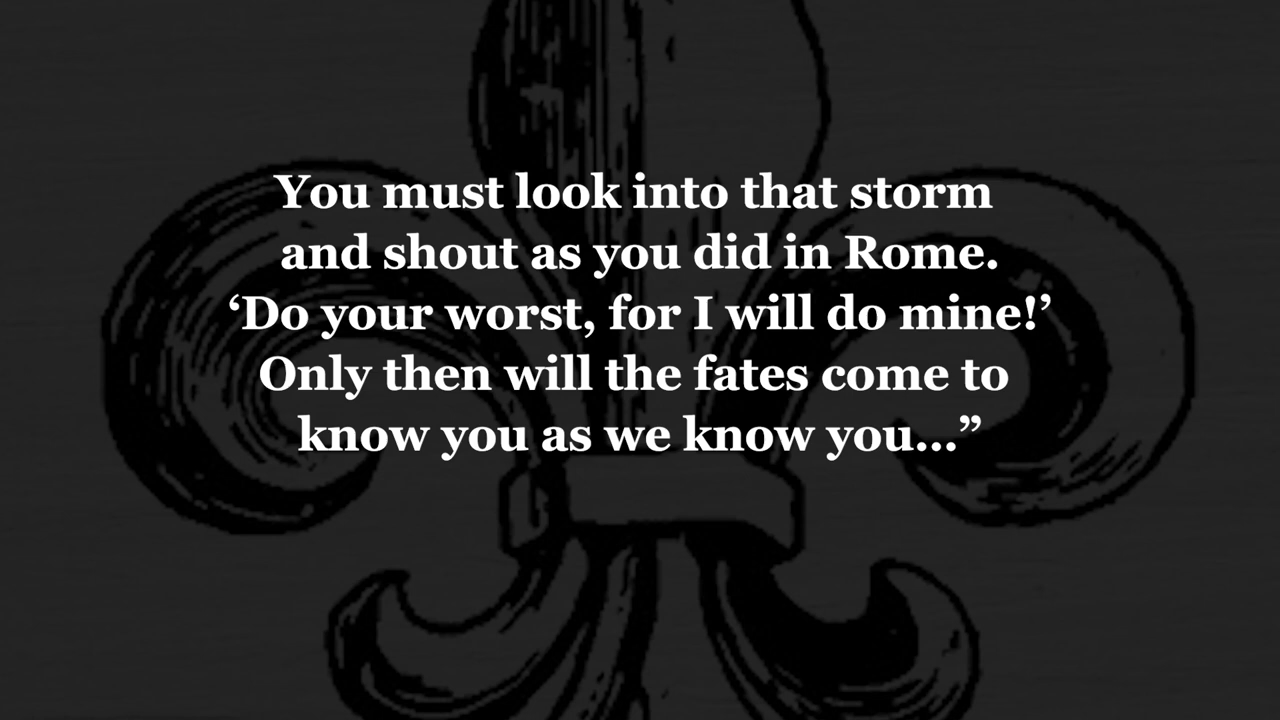 You must look into that storm
and shout as you did in Rome.
‘Do your worst, for I will do mine!’
Only then will the fates come to
know you as we know you...”